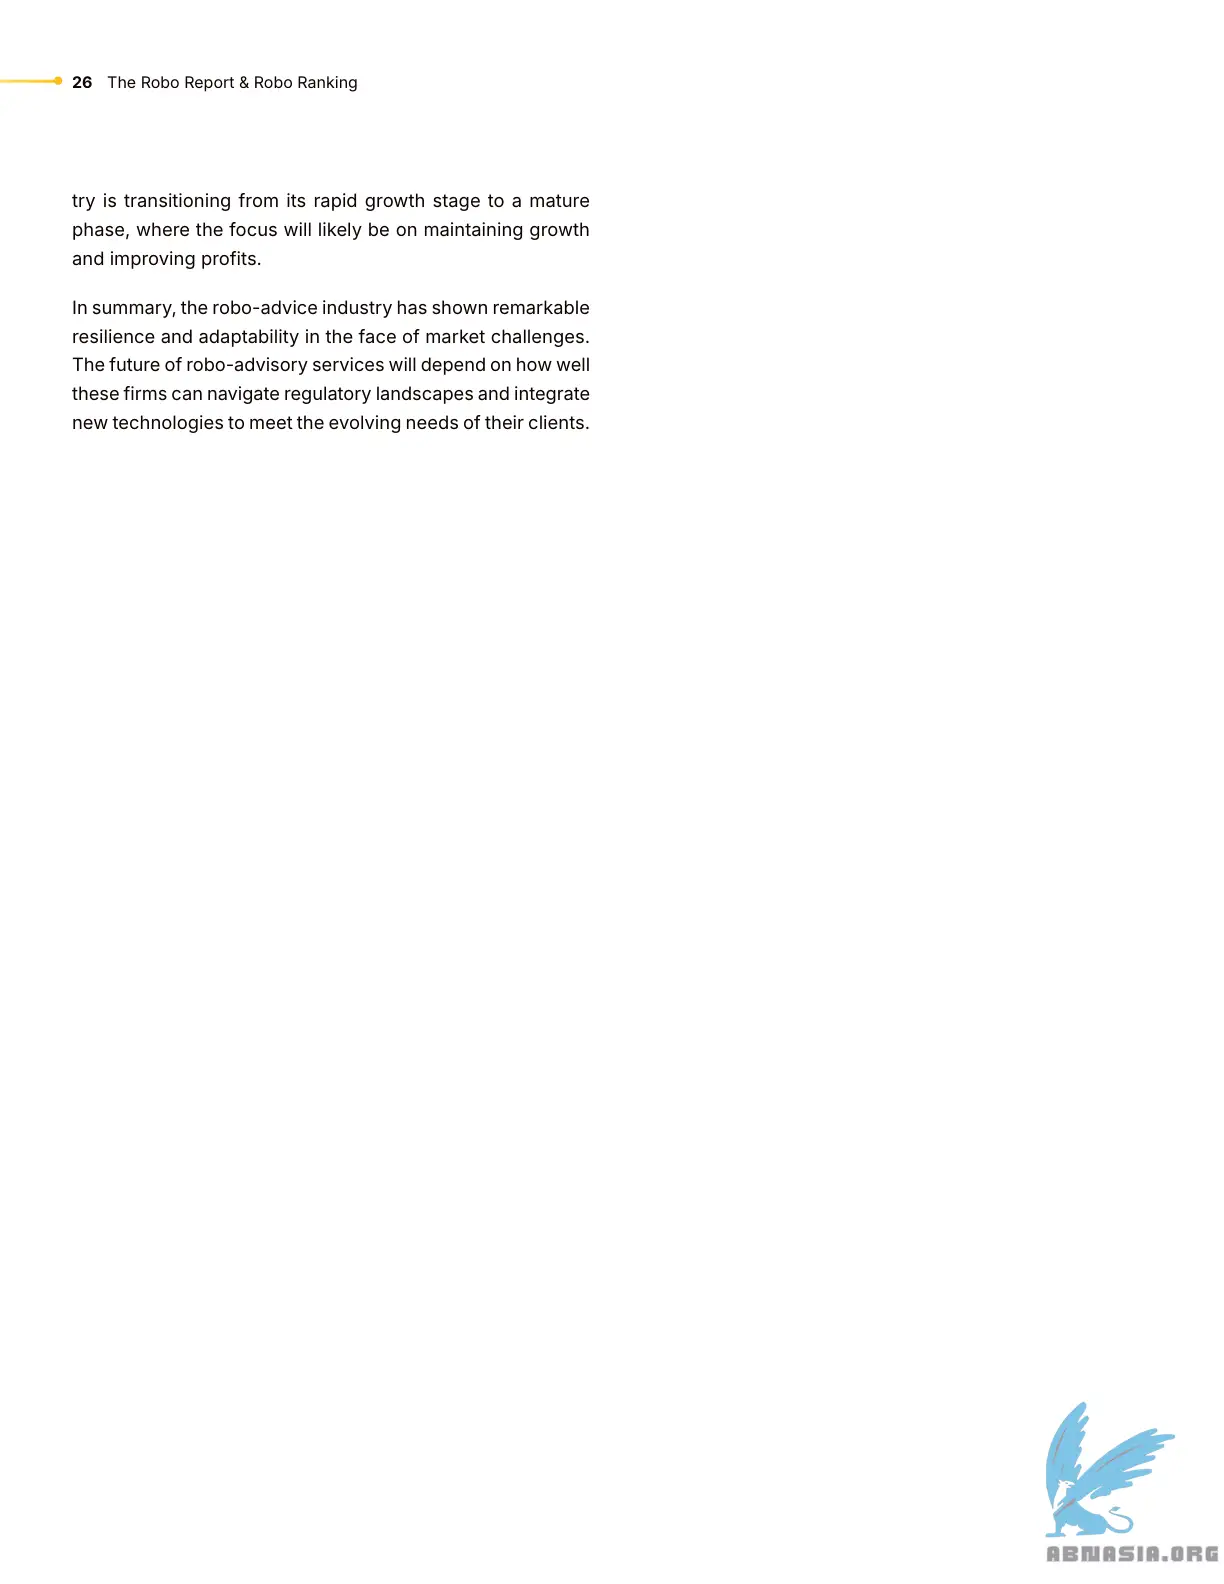 26 The Robo Report & Robo Ranking
try is transitioning from its rapid growth stage to a mature
phase, where the focus will likely be on maintaining growth
and improving profits.
In summary, the robo-advice industry has shown remarkable
resilience and adaptability in the face of market challenges.
The future of robo-advisory services will depend on how well
these firms can navigate regulatory landscapes and integrate
new technologies to meet the evolving needs of their clients.
ABNASIA.ORG